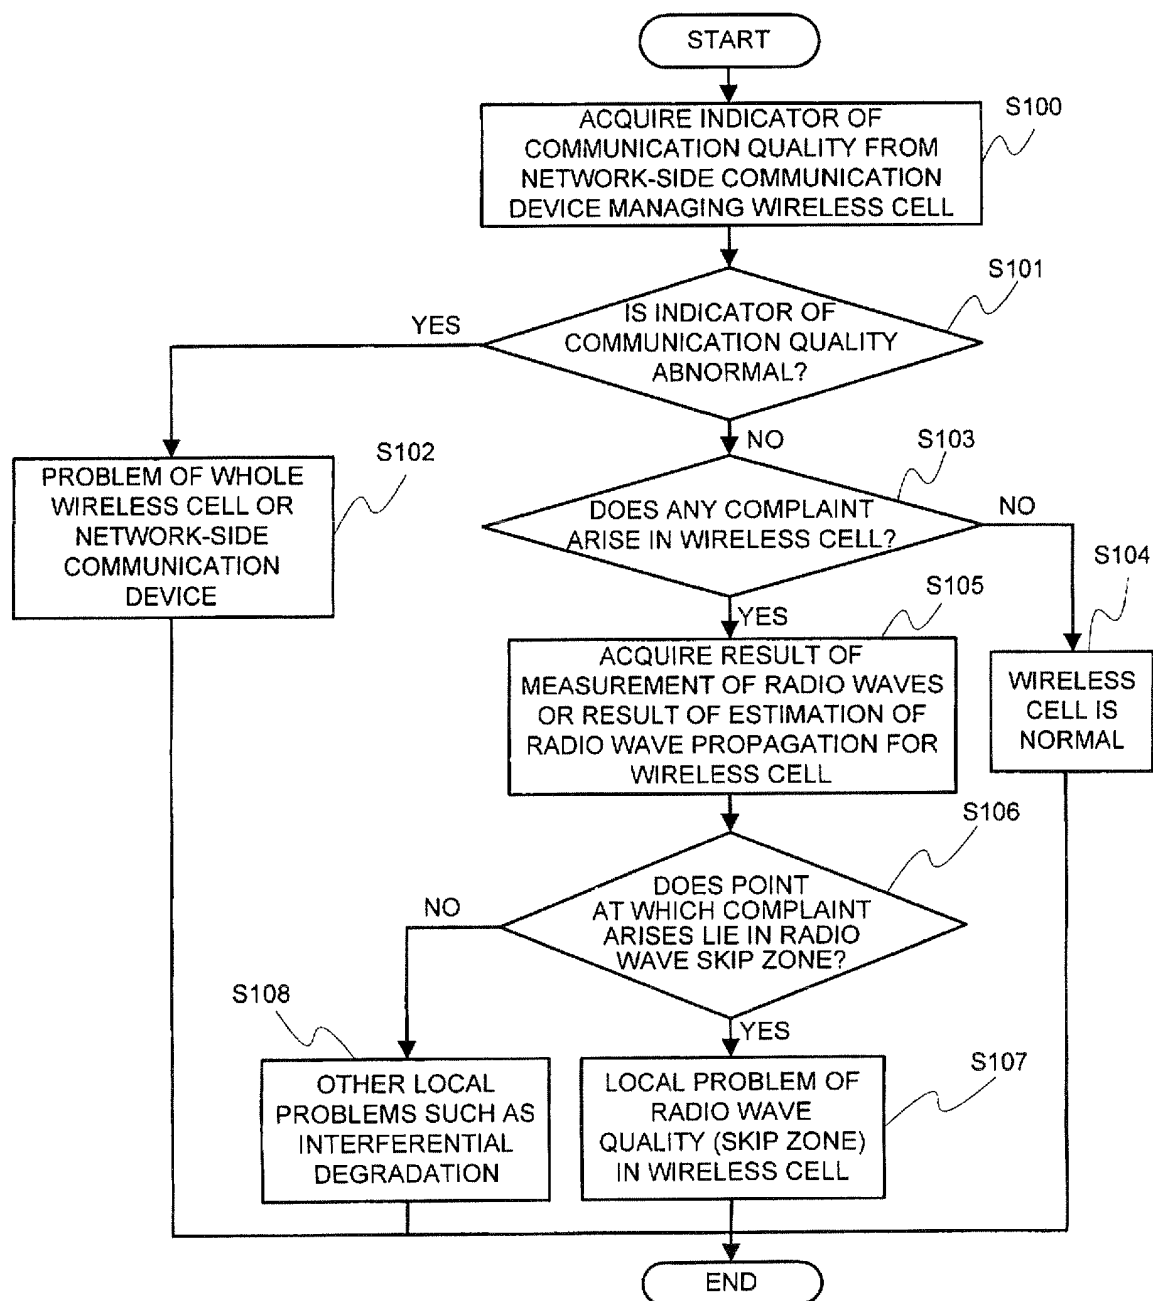 START
S100
ACQUIRE INDICATOR OF
COMMUNICATION QUALITY FROM
NETWORK-SIDE COMMUNICATION
DEVICE MANAGING WIRELESS CELL
S101
IS INDICATOR OF
COMMUNICATION QUALITY
ABNORMAL?
YES
NO
S102
PROBLEM OF WHOLE
WIRELESS CELL OR
NETWORK-SIDE
COMMUNICATION
DEVICE
S103
DOES ANY COMPLAINT
ARISE IN WIRELESS CELL?
NO
YES
S104
WIRELESS
CELL IS
NORMAL
S105
ACQUIRE RESULT OF
MEASUREMENT OF RADIO WAVES
OR RESULT OF ESTIMATION OF
RADIO WAVE PROPAGATION FOR
WIRELESS CELL
S106
DOES POINT
AT WHICH COMPLAINT
ARISES LIE IN RADIO
WAVE SKIP ZONE?
NO
YES
S108
OTHER LOCAL
PROBLEMS SUCH AS
INTERFERENTIAL
DEGRADATION
S107
LOCAL PROBLEM OF
RADIO WAVE
QUALITY (SKIP ZONE)
IN WIRELESS CELL
END